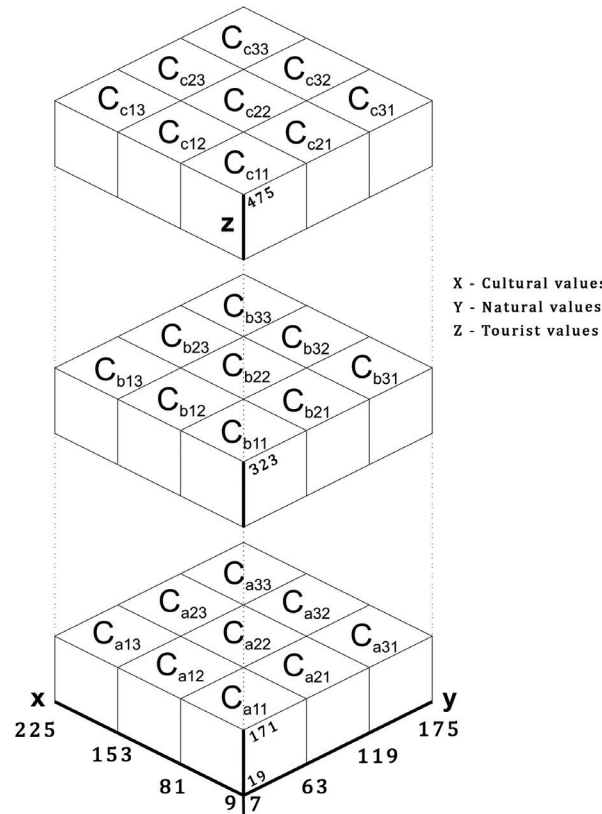 C_c33
C_c23 C_c32
C_c13 C_c22 C_c31
C_c12 C_c21
C_c11
475
z
X - Cultural values
Y - Natural values
Z - Tourist values
C_b33
C_b23 C_b32
C_b13 C_b22 C_b31
C_b12 C_b21
C_b11
323
C_a33
C_a23 C_a32
C_a13 C_a22 C_a31
C_a12 C_a21
C_a11
171
x y
225 175
153 119
19
81 63
9 7